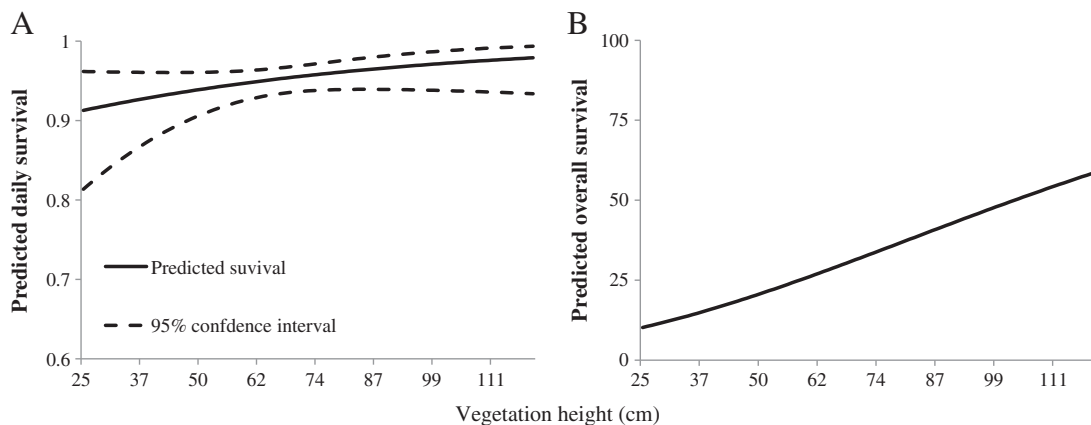 A
Predicted daily survival
1
0.9
0.8
0.7
0.6
Predicted suvival
95% confdence interval
25 37 50 62 74 87 99 111
B
Predicted overall survival
100
75
50
25
0
25 37 50 62 74 87 99 111
Vegetation height (cm)